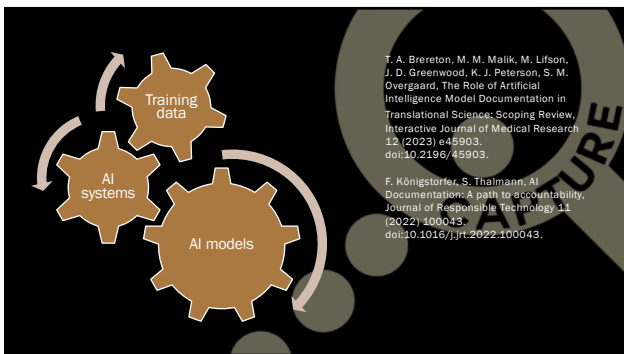 Training
data
AI
systems
AI models
T. A. Brereton, M. M. Malik, M. Lifson,
J. D. Greenwood, K. J. Peterson, S. M.
Overgaard, The Role of Artificial
Intelligence Model Documentation in
Translational Science: Scoping Review,
Interactive Journal of Medical Research
12 (2023) e45903.
doi:10.2196/45903.
F. Königstorfer, S. Thalmann, AI
Documentation: A path to accountability,
Journal of Responsible Technology 11
(2022) 100043.
doi:10.1016/j.jrt.2022.100043.
CAPTURE